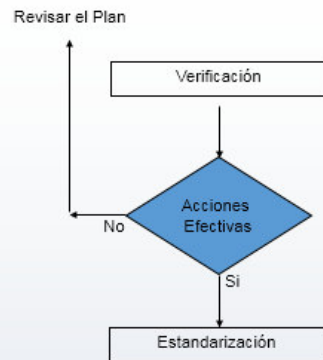 Revisar el Plan
Verificación
Acciones
Efectivas
No
Si
Estandarización